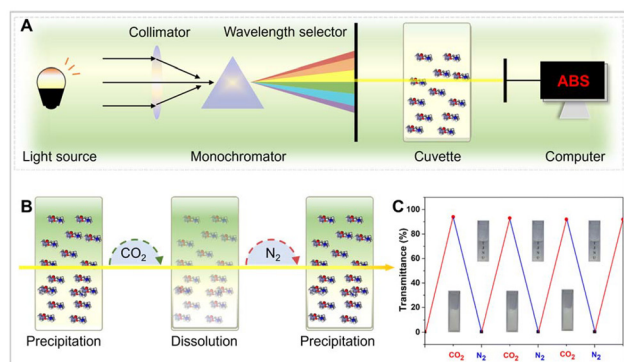 A
Collimator
Wavelength selector
ABS
Light source
Monochromator
Cuvette
Computer
B
CO2
N2
Precipitation
Dissolution
Precipitation
C
Transmittance (%)
100
80
60
40
20
0
CO2 N2 CO2 N2 CO2 N2